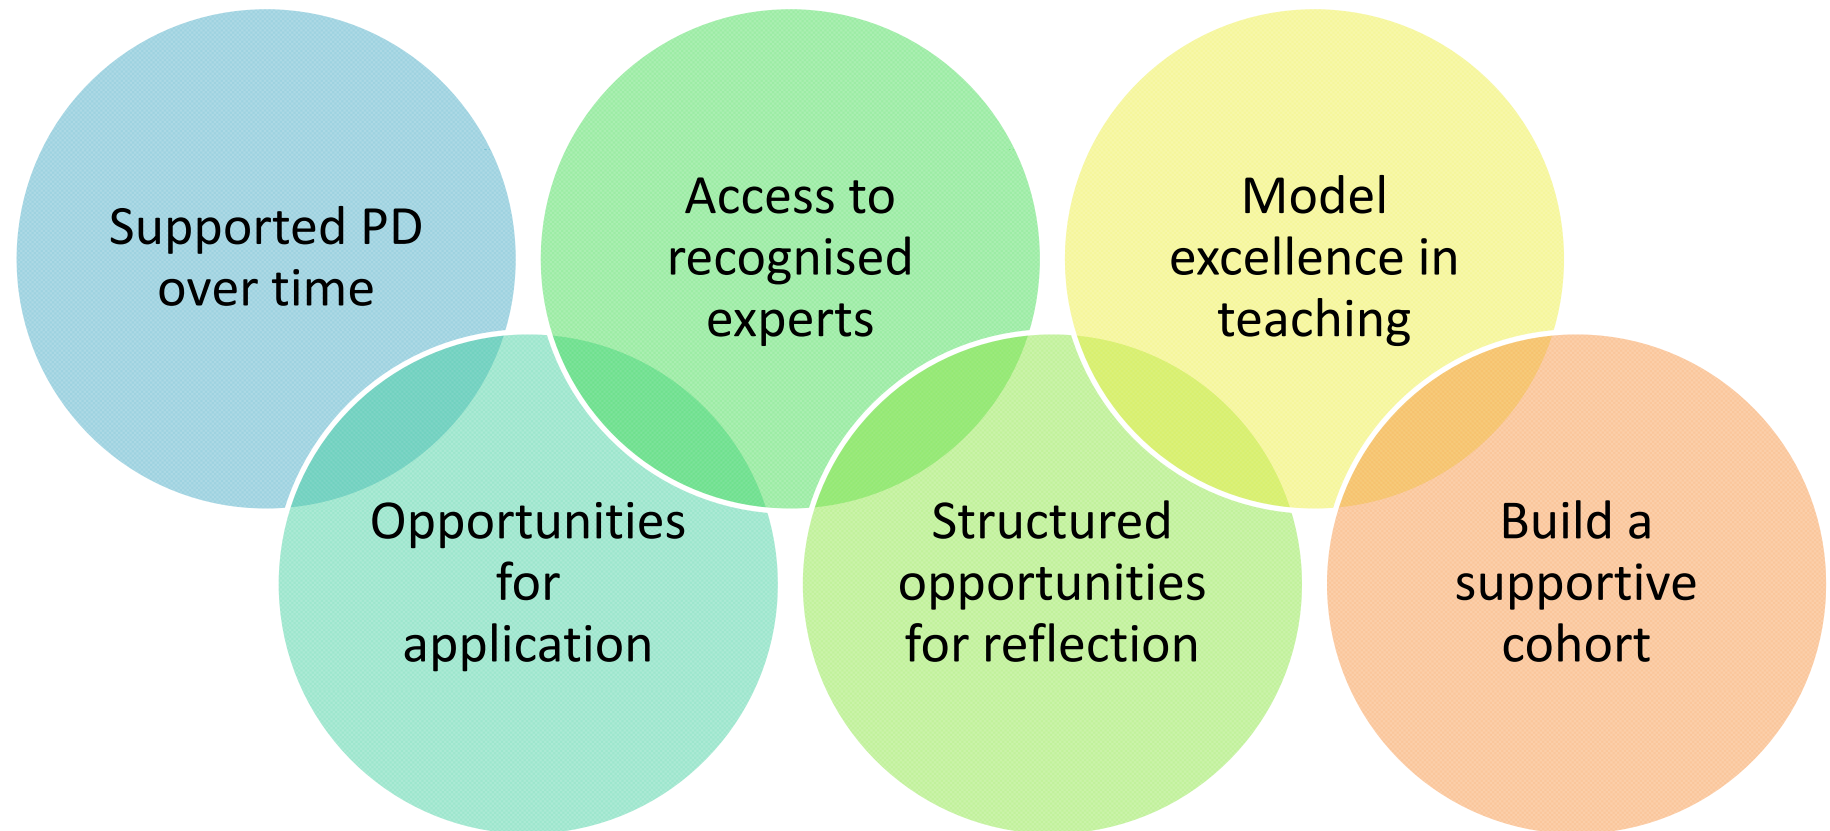 Supported PD
over time
Opportunities
for
application
Access to
recognised
experts
Structured
opportunities
for reflection
Model
excellence in
teaching
Build a
supportive
cohort